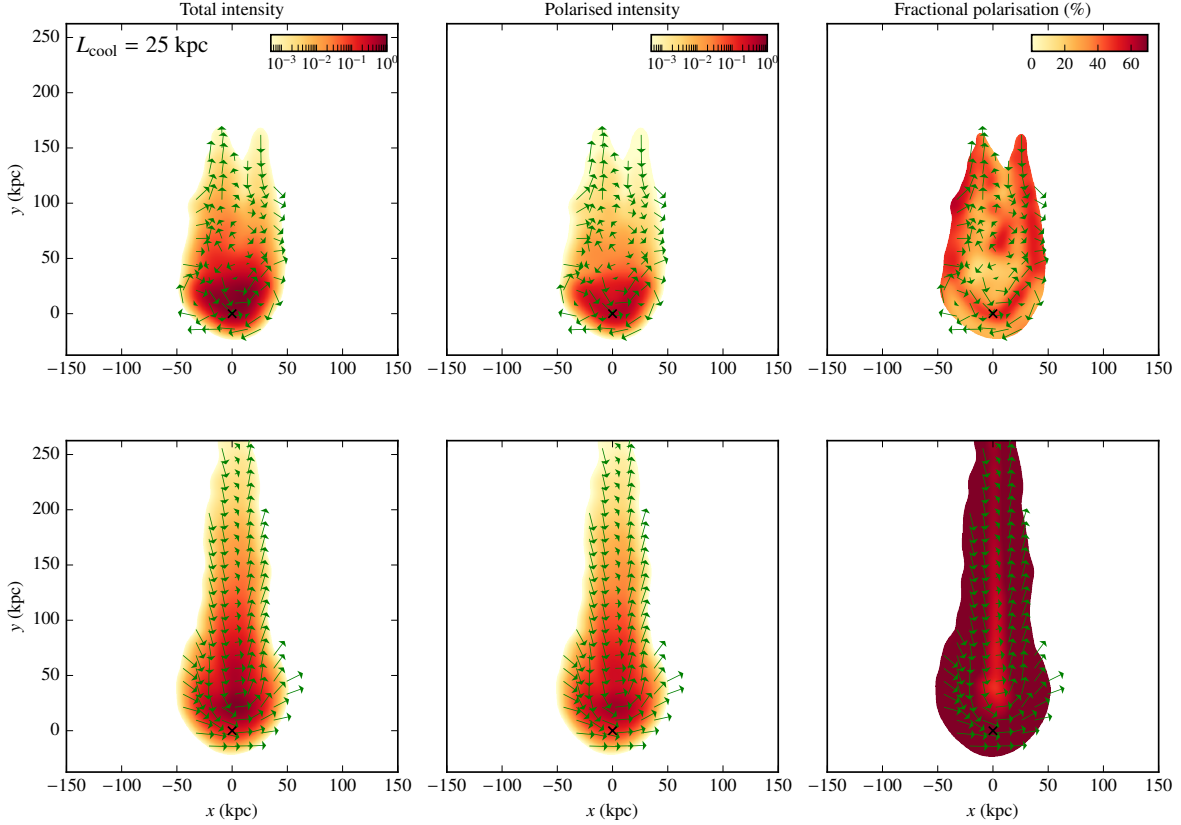 Total intensity Polarised intensity Fractional polarisation (%)
L_cool = 25 kpc
10⁻³ 10⁻² 10⁻¹ 10⁰
10⁻³ 10⁻² 10⁻¹ 10⁰
0 20 40 60
250
200
150
100
50
0
y (kpc)
−150 −100 −50 0 50 100 150
−150 −100 −50 0 50 100 150
−150 −100 −50 0 50 100 150
250
200
150
100
50
0
y (kpc)
−150 −100 −50 0 50 100 150
−150 −100 −50 0 50 100 150
−150 −100 −50 0 50 100 150
x (kpc) x (kpc) x (kpc)